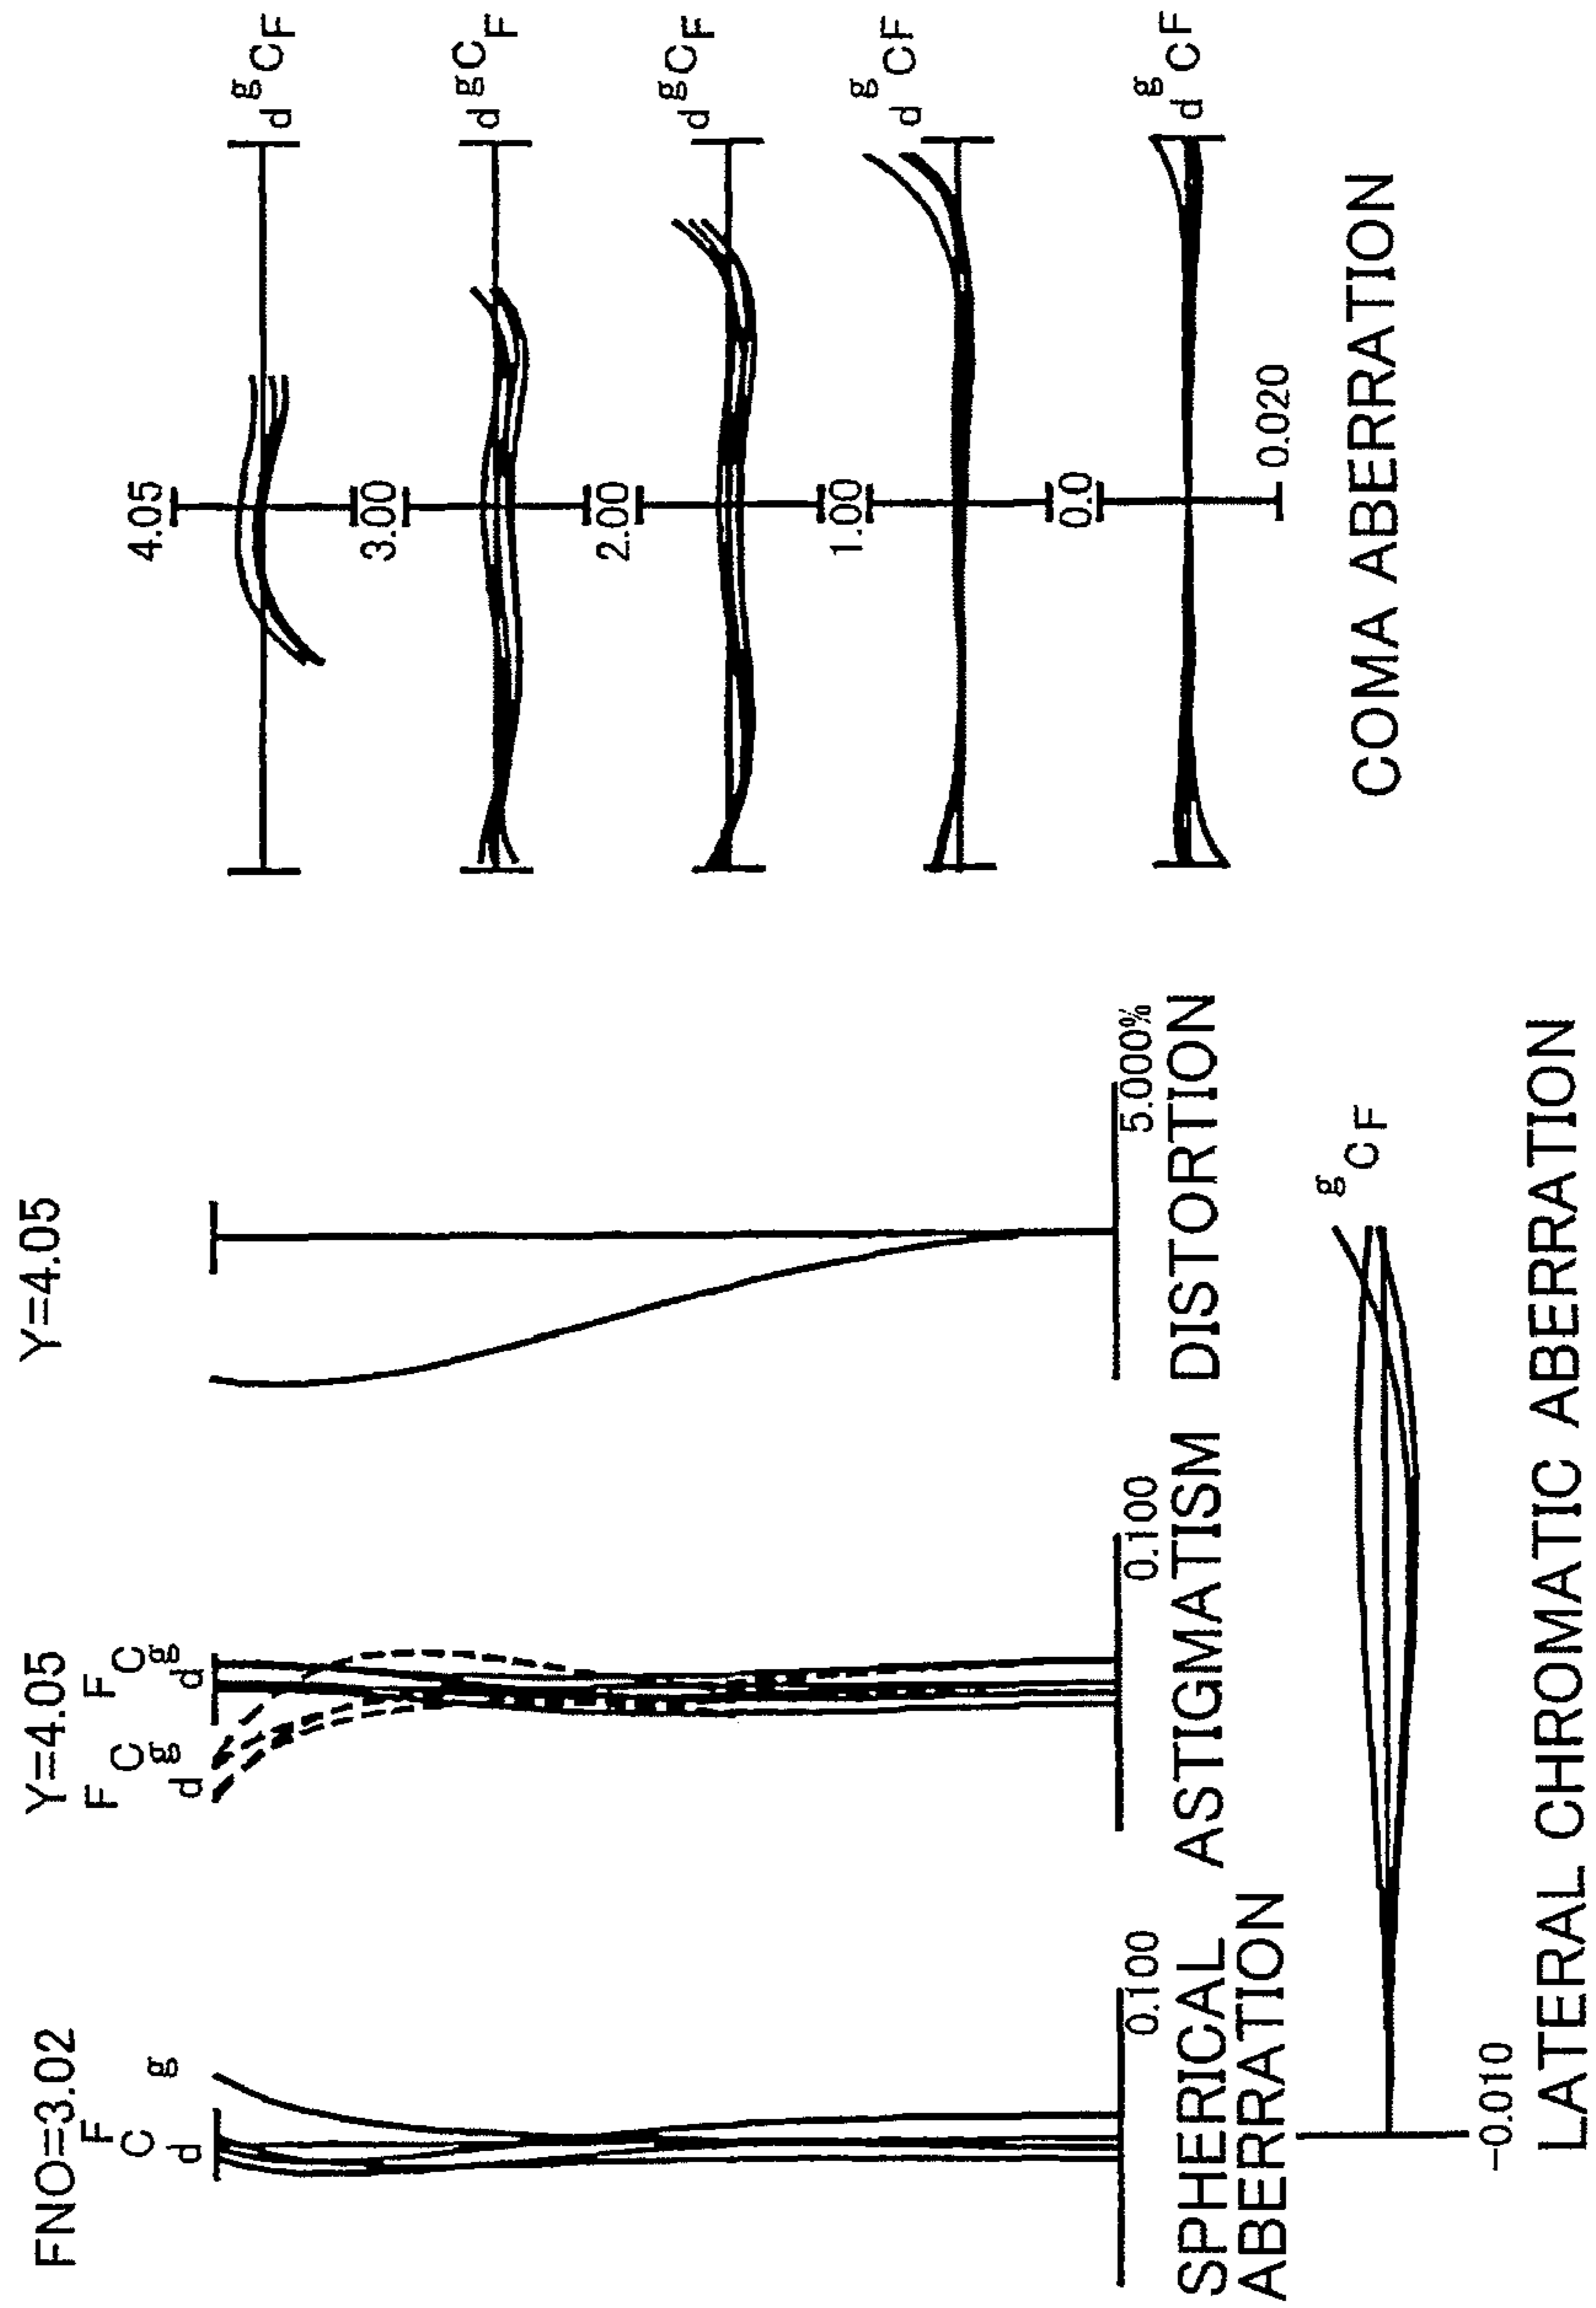 FNO=3.02
F
C
g
d
0.100
SPHERICAL
ABERRATION
Y=4.05
F
C
g
d
F
C
g
d
0.100
ASTIGMATISM
Y=4.05
5.000%
DISTORTION
4.05
d g C F
3.00
d g C F
2.00
d g C F
1.00
d g C F
0.0
d g C F
0.020
COMA ABERRATION
g
C
F
-0.010
LATERAL CHROMATIC ABERRATION